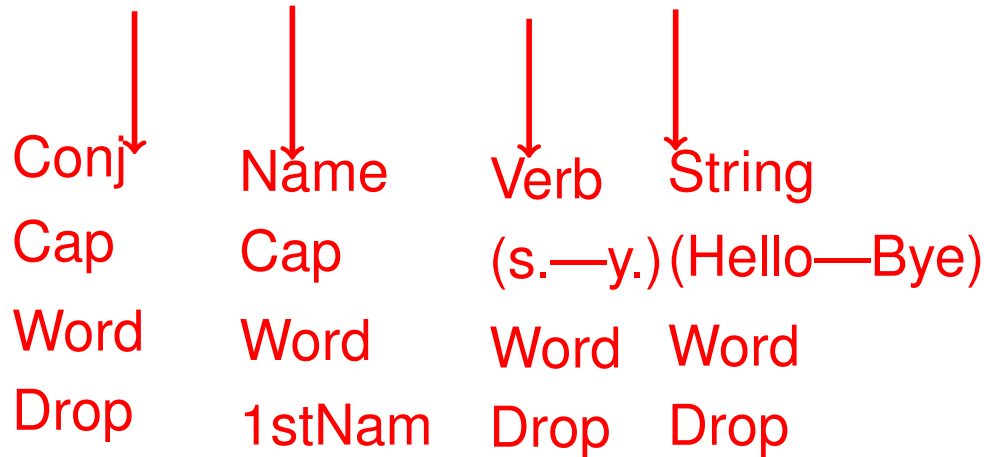 Conj Name Verb String
Cap Cap (s.—y.) (Hello—Bye)
Word Word Word Word
Drop 1stNam Drop Drop